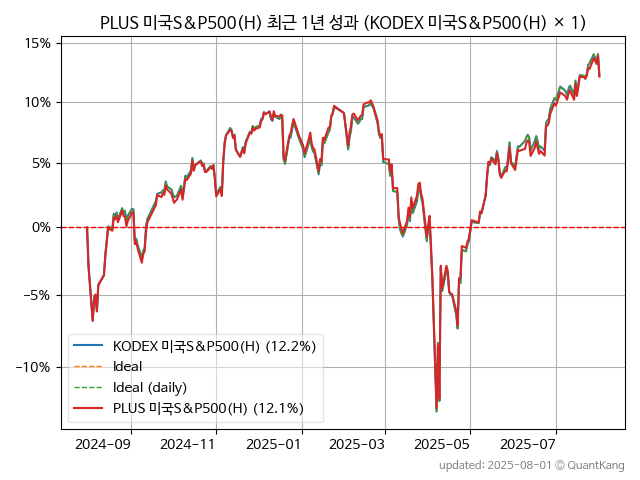 PLUS 미국S&P500(H) 최근 1년 성과 (KODEX 미국S&P500(H) × 1)
15%
10%
5%
0%
−5%
−10%
KODEX 미국S&P500(H) (12.2%)
Ideal
Ideal (daily)
PLUS 미국S&P500(H) (12.1%)
2024-09 2024-11 2025-01 2025-03 2025-05 2025-07
updated: 2025-08-01 © QuantKang